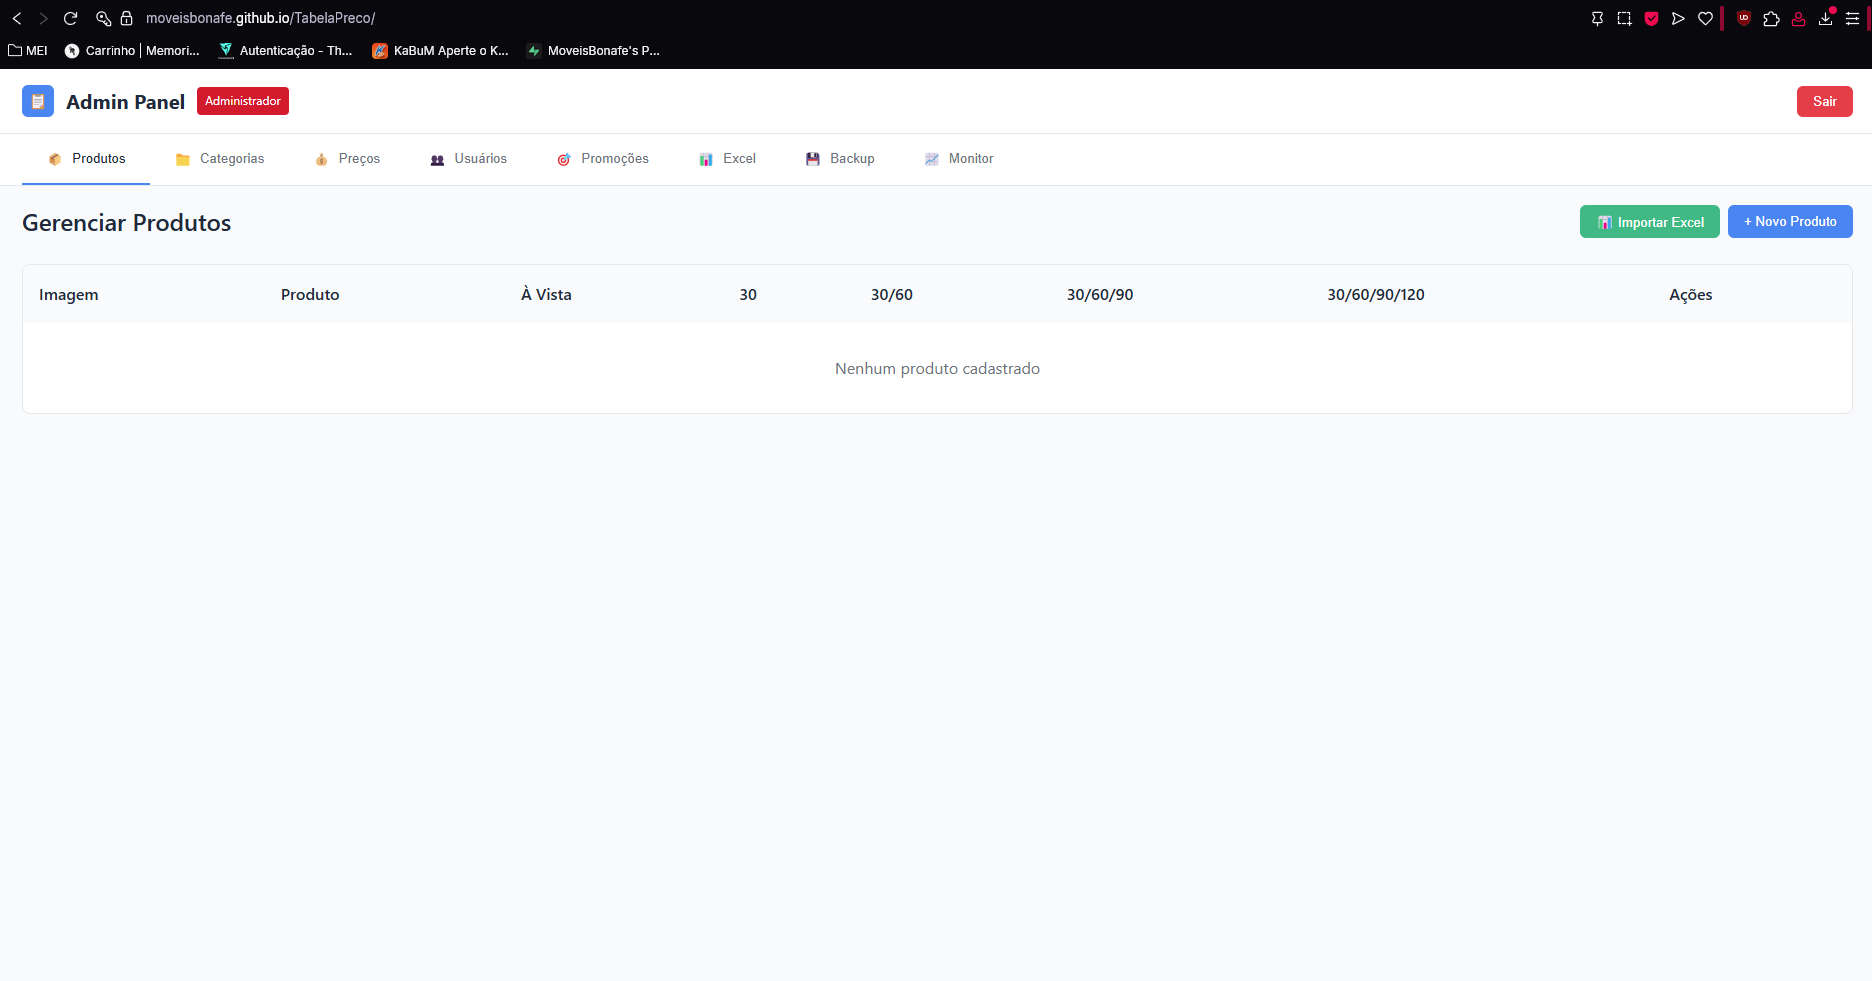 moveisbonafe.github.io/TabelaPreco/
MEI
Carrinho | Memori...
Autenticação - Th...
KaBuM Aperte o K...
MoveisBonafe's P...
Admin Panel
Administrador
Sair
Produtos
Categorias
Preços
Usuários
Promoções
Excel
Backup
Monitor
Gerenciar Produtos
Importar Excel
+ Novo Produto
Imagem
Produto
À Vista
30
30/60
30/60/90
30/60/90/120
Ações
Nenhum produto cadastrado